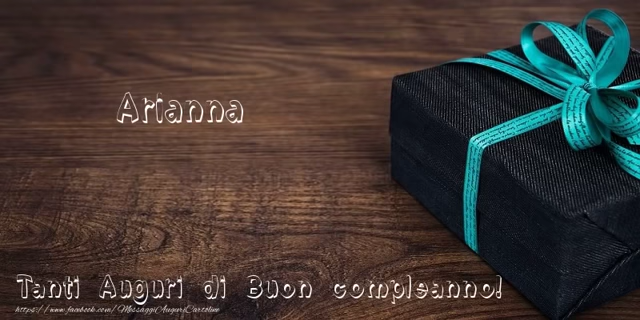 Arianna
Tanti Auguri di Buon compleanno!
https://www.facebook.com/MessaggiAuguriCartoline